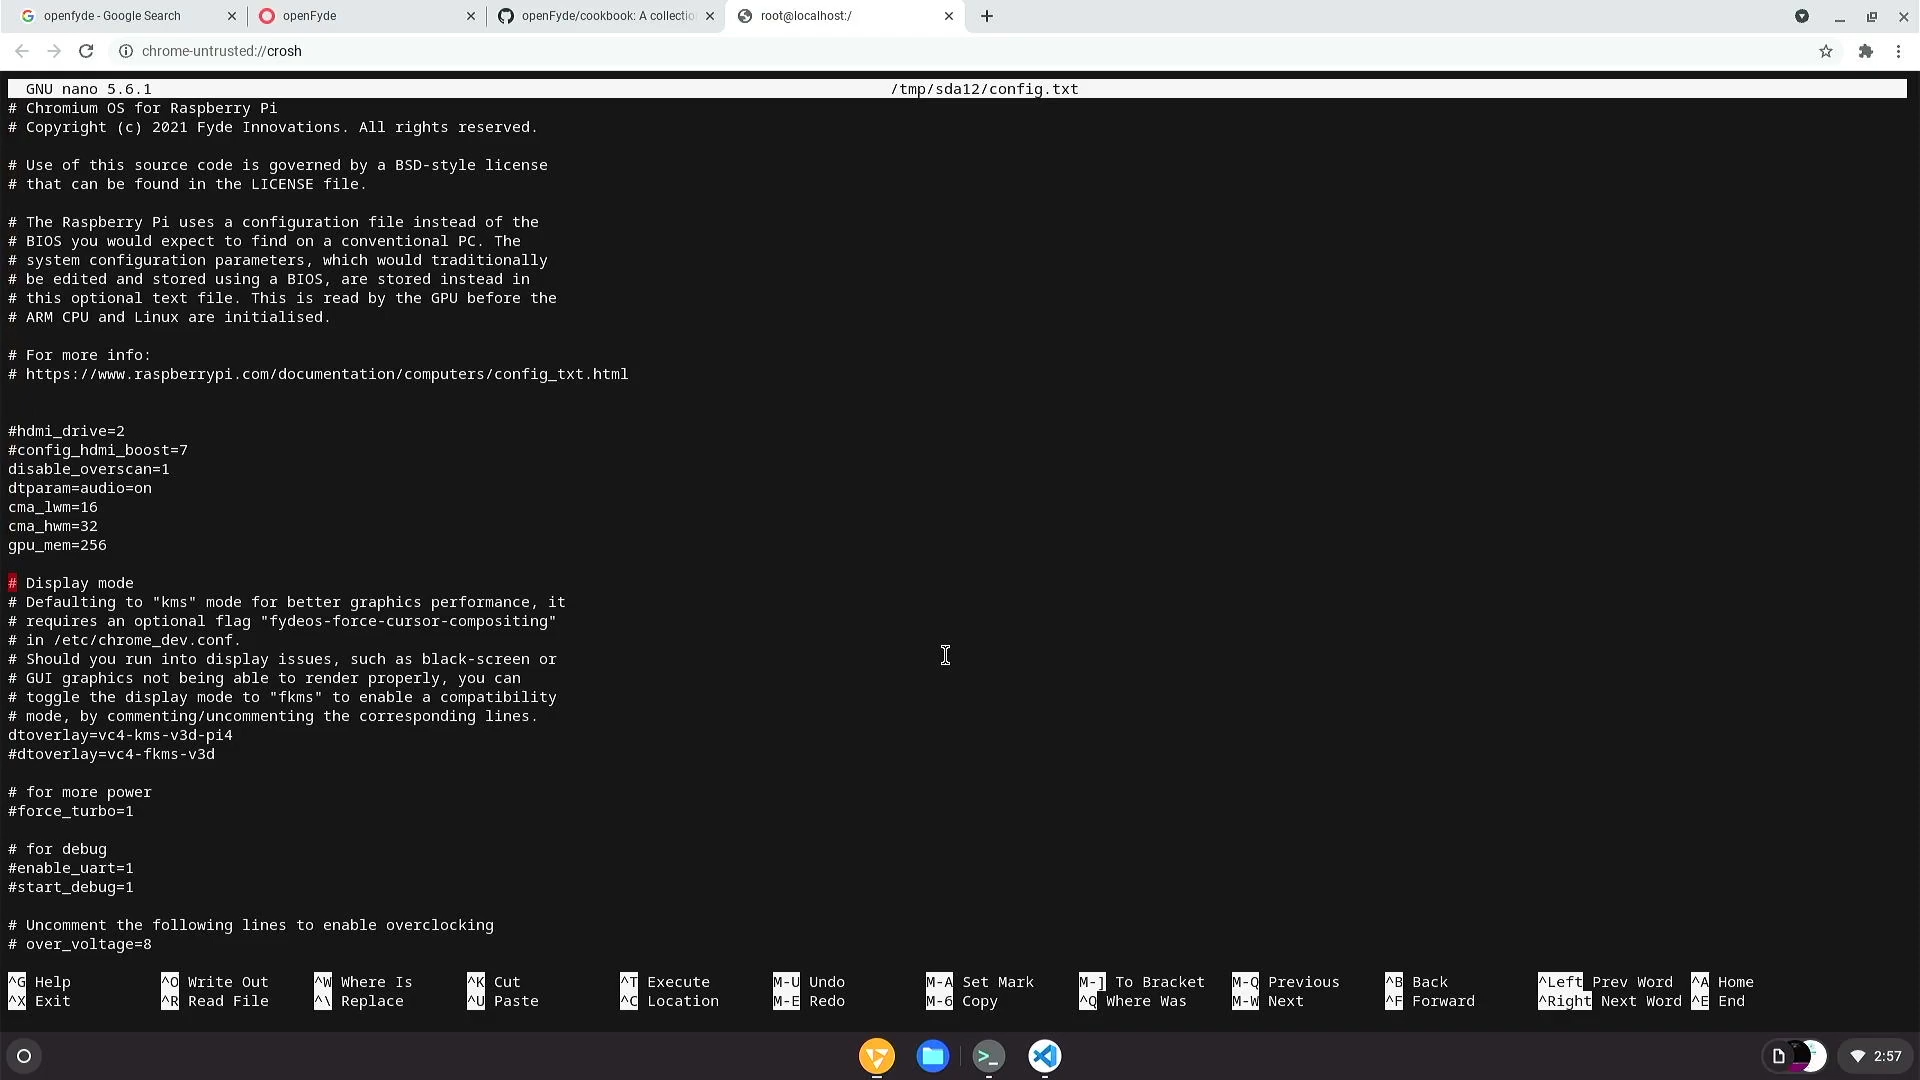 openfyde - Google Search
openFyde
openFyde/cookbook: A collectio
root@localhost:/
chrome-untrusted://crosh
GNU nano 5.6.1 /tmp/sda12/config.txt
# Chromium OS for Raspberry Pi
# Copyright (c) 2021 Fyde Innovations. All rights reserved.
# Use of this source code is governed by a BSD-style license
# that can be found in the LICENSE file.
# The Raspberry Pi uses a configuration file instead of the
# BIOS you would expect to find on a conventional PC. The
# system configuration parameters, which would traditionally
# be edited and stored using a BIOS, are stored instead in
# this optional text file. This is read by the GPU before the
# ARM CPU and Linux are initialised.
# For more info:
# https://www.raspberrypi.com/documentation/computers/config_txt.html
#hdmi_drive=2
#config_hdmi_boost=7
disable_overscan=1
dtparam=audio=on
cma_lwm=16
cma_hwm=32
gpu_mem=256
# Display mode
# Defaulting to "kms" mode for better graphics performance, it
# requires an optional flag "fydeos-force-cursor-compositing"
# in /etc/chrome_dev.conf.
# Should you run into display issues, such as black-screen or
# GUI graphics not being able to render properly, you can
# toggle the display mode to "fkms" to enable a compatibility
# mode, by commenting/uncommenting the corresponding lines.
dtoverlay=vc4-kms-v3d-pi4
#dtoverlay=vc4-fkms-v3d
# for more power
#force_turbo=1
# for debug
#enable_uart=1
#start_debug=1
# Uncomment the following lines to enable overclocking
# over_voltage=8
^G Help ^O Write Out ^W Where Is ^K Cut ^T Execute M-U Undo M-A Set Mark M-] To Bracket M-Q Previous ^B Back ^Left Prev Word ^A Home
^X Exit ^R Read File ^\ Replace ^U Paste ^C Location M-E Redo M-6 Copy ^Q Where Was M-W Next ^F Forward ^Right Next Word ^E End
2:57